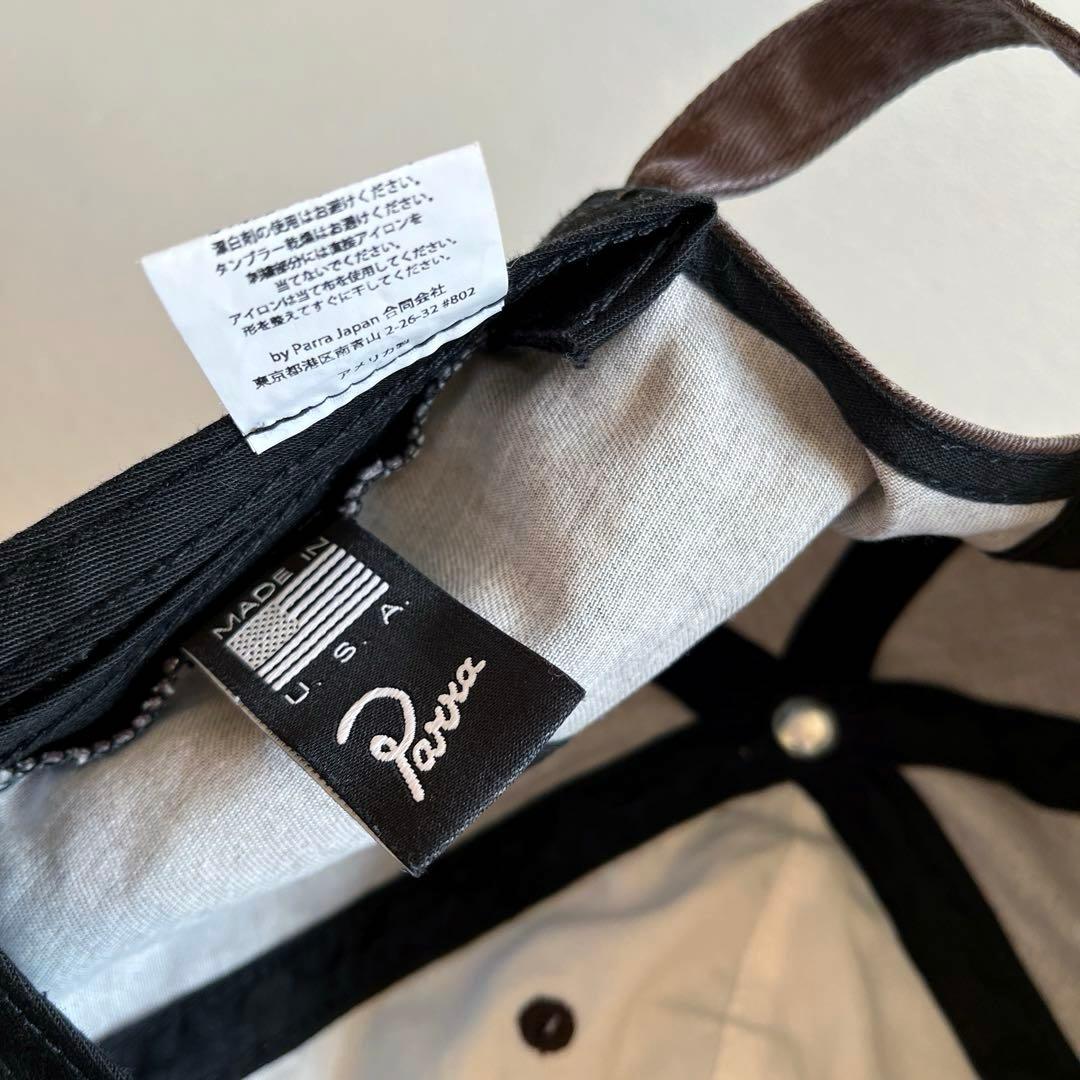 漂白剤の使用はお避けください。
タンブラー乾燥はお避けください。
刺繍部分には直接アイロンを
当てないでください。
アイロンは当て布を使用してください。
形を整えてすぐに干してください。
by Parra Japan 合同会社
東京都港区南青山 2-26-32 #802
アメリカ製
MADE IN
U. S. A.
Parra